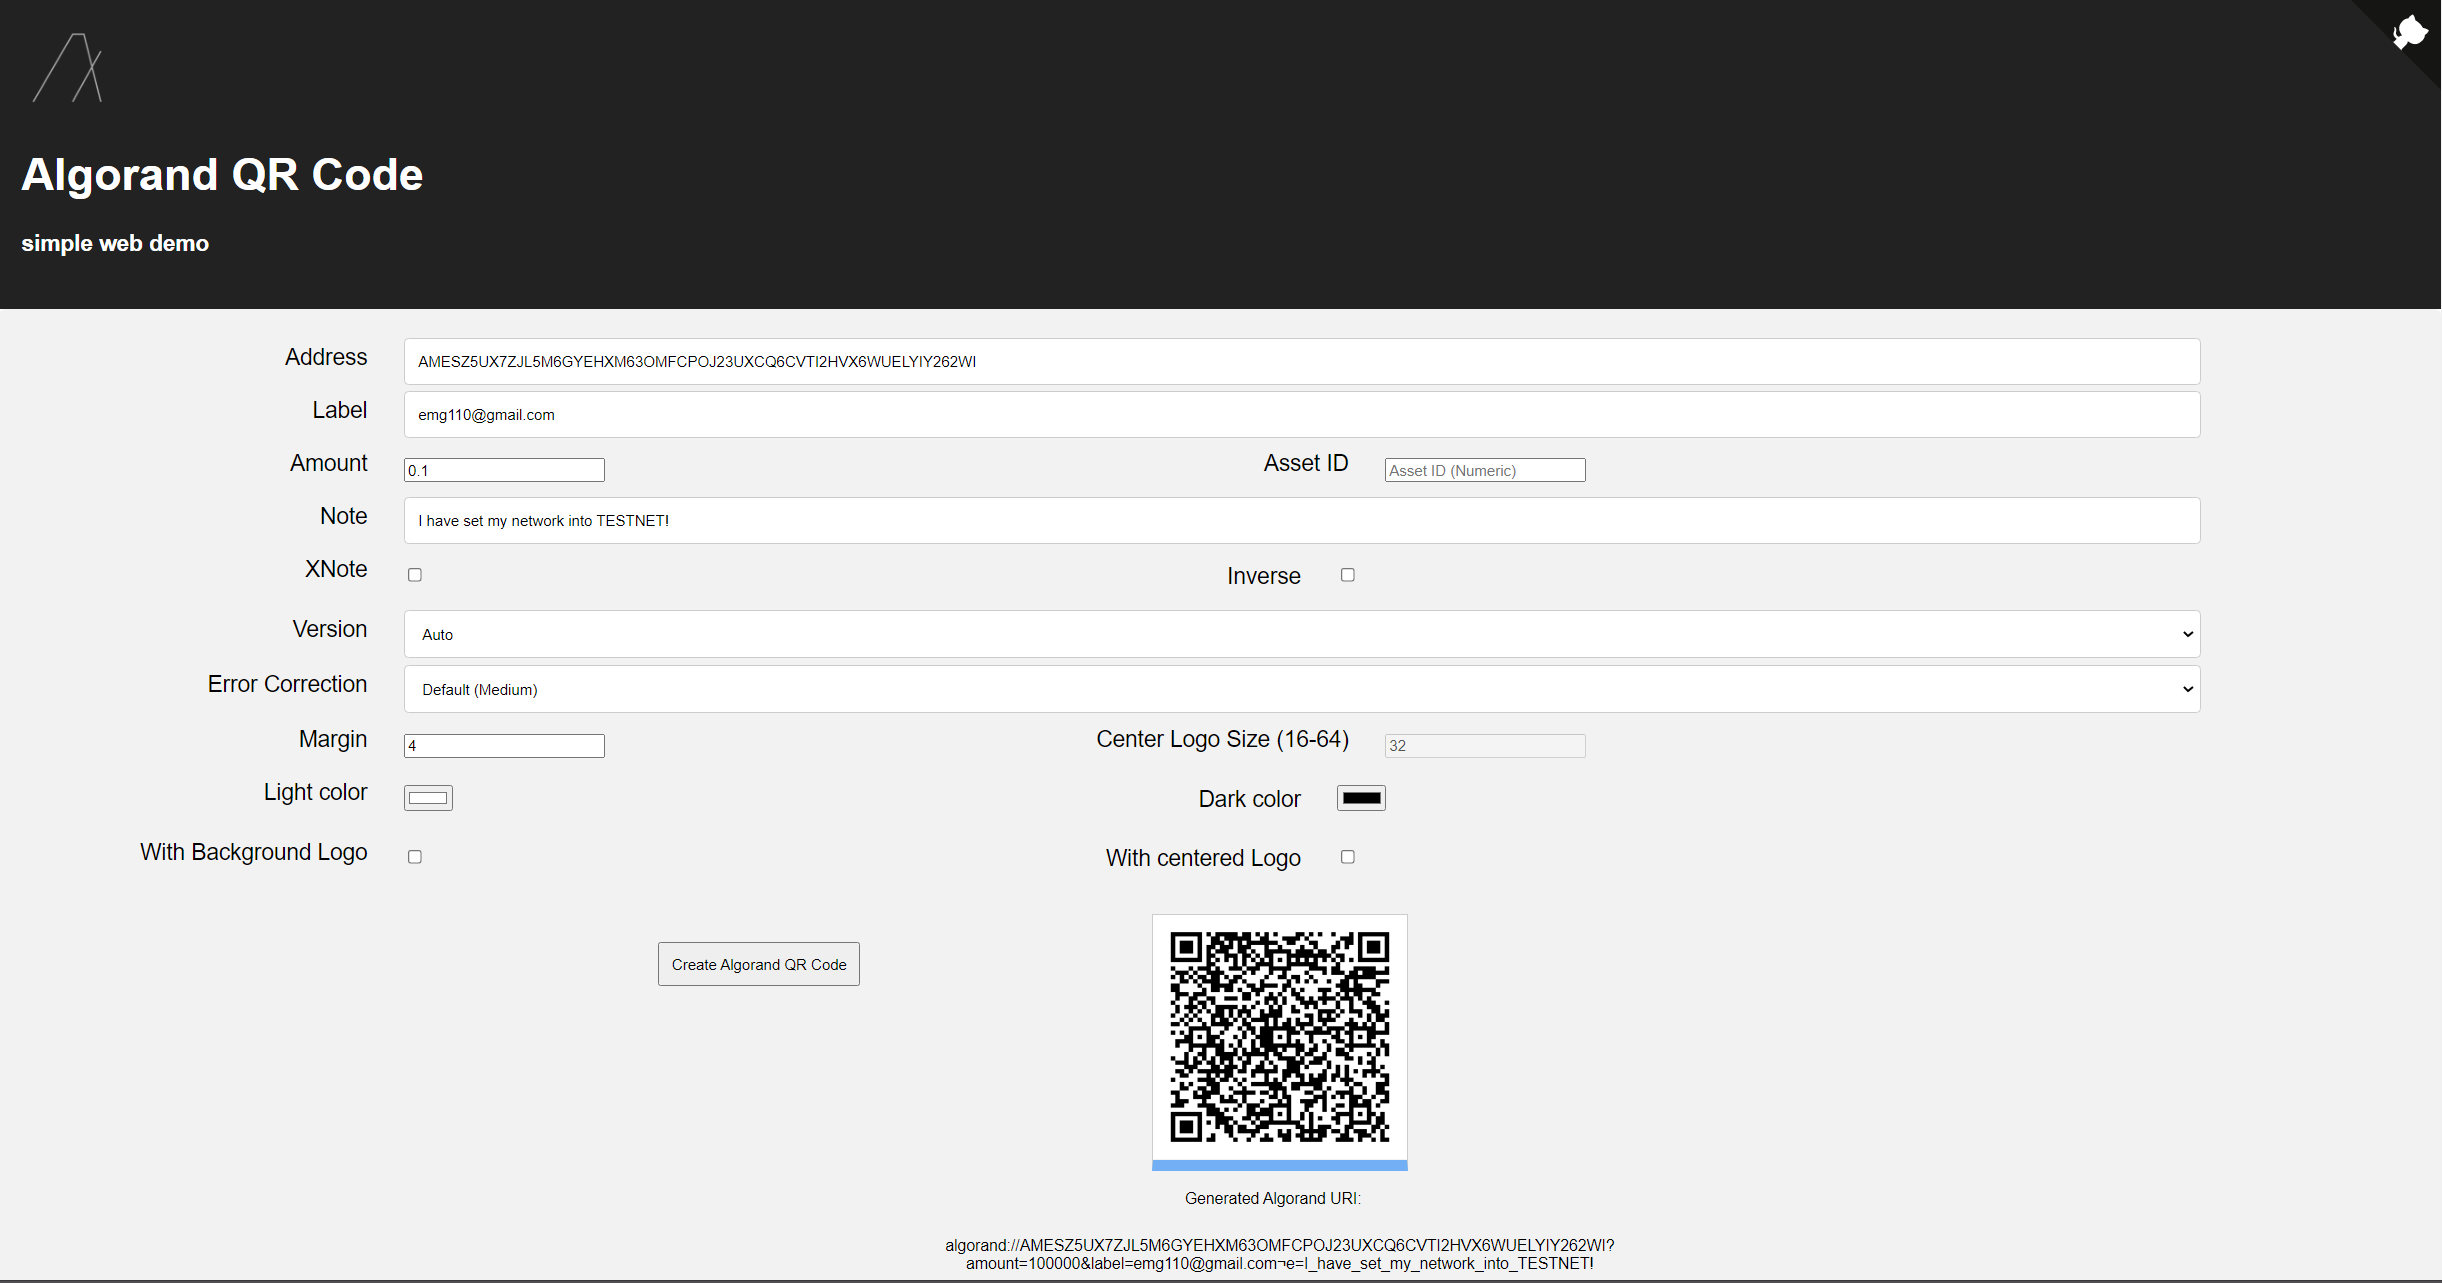 Algorand QR Code
simple web demo
Address AMESZ5UX7ZJL5M6GYEHXM63OMFCPOJ23UXCQ6CVTI2HVX6WUELYIY262WI
Label emg110@gmail.com
Amount 0.1 Asset ID Asset ID (Numeric)
Note I have set my network into TESTNET!
XNote Inverse
Version Auto
Error Correction Default (Medium)
Margin 4 Center Logo Size (16-64) 32
Light color Dark color
With Background Logo With centered Logo
Create Algorand QR Code
Generated Algorand URI:
algorand://AMESZ5UX7ZJL5M6GYEHXM63OMFCPOJ23UXCQ6CVTI2HVX6WUELYIY262WI?
amount=100000&label=emg110@gmail.com¬e=I_have_set_my_network_into_TESTNET!